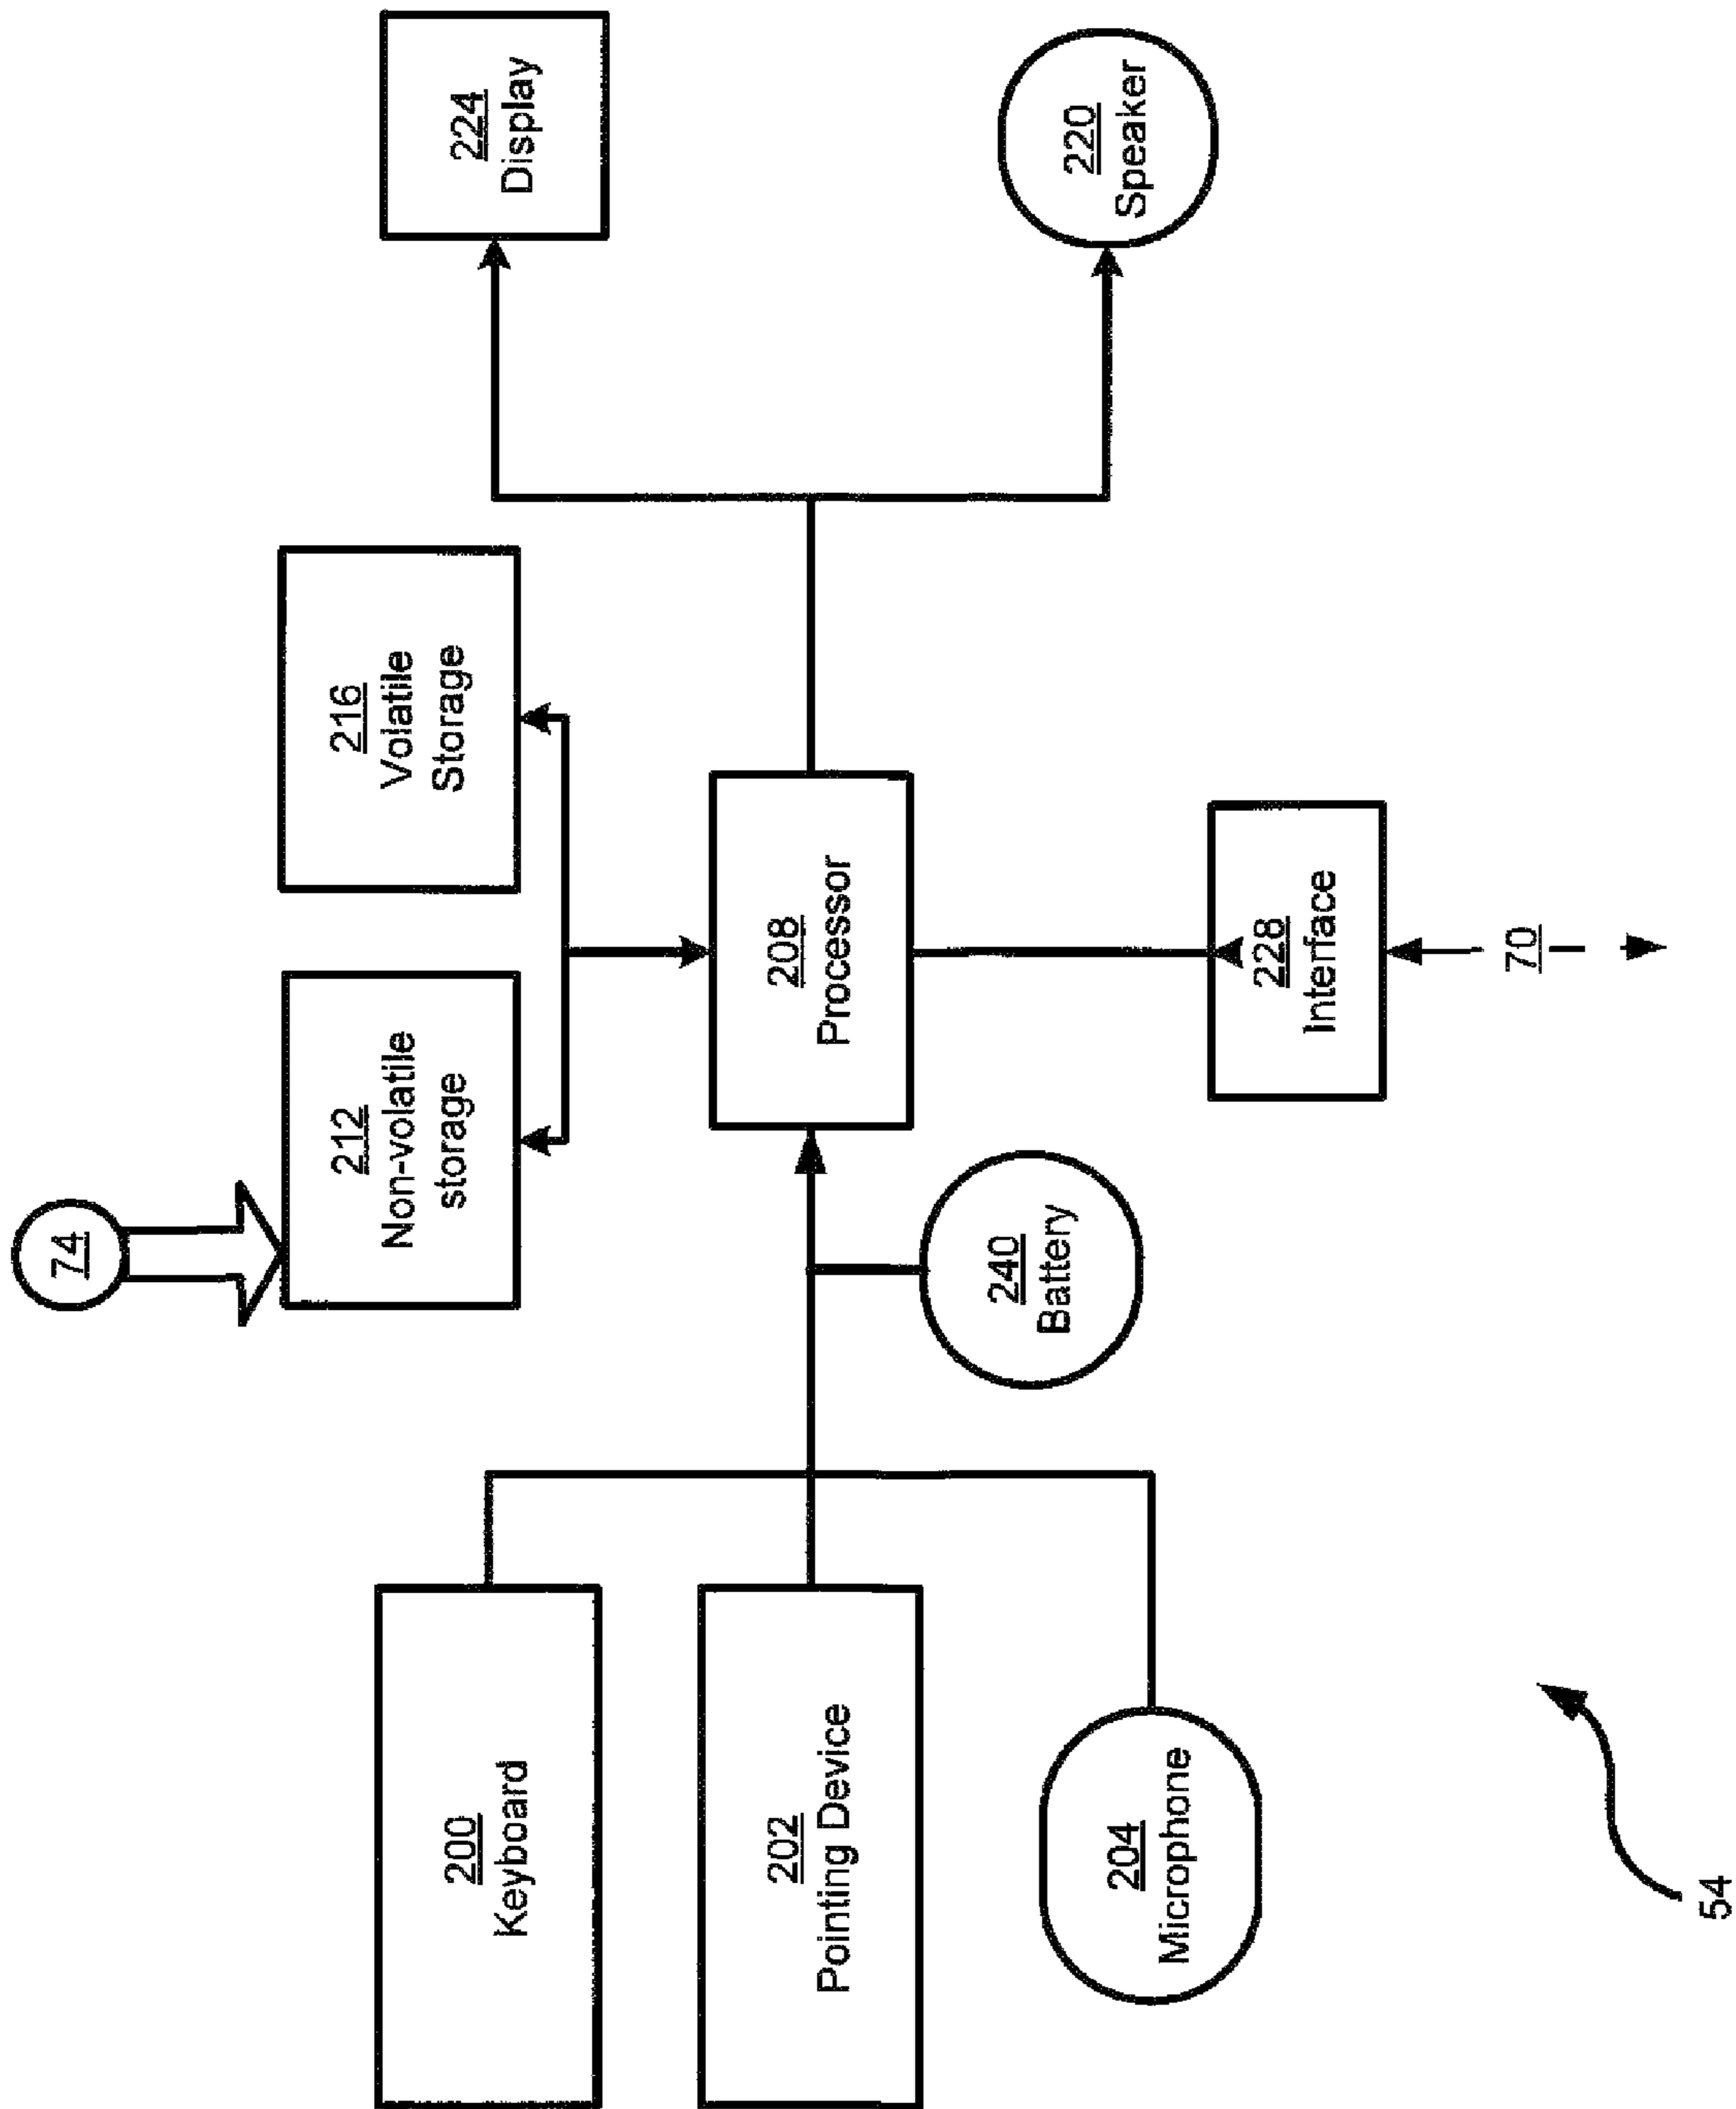 74
212
Non-volatile
storage
216
Volatile
Storage
224
Display
200
Keyboard
202
Pointing Device
204
Microphone
240
Battery
208
Processor
220
Speaker
228
Interface
70
54